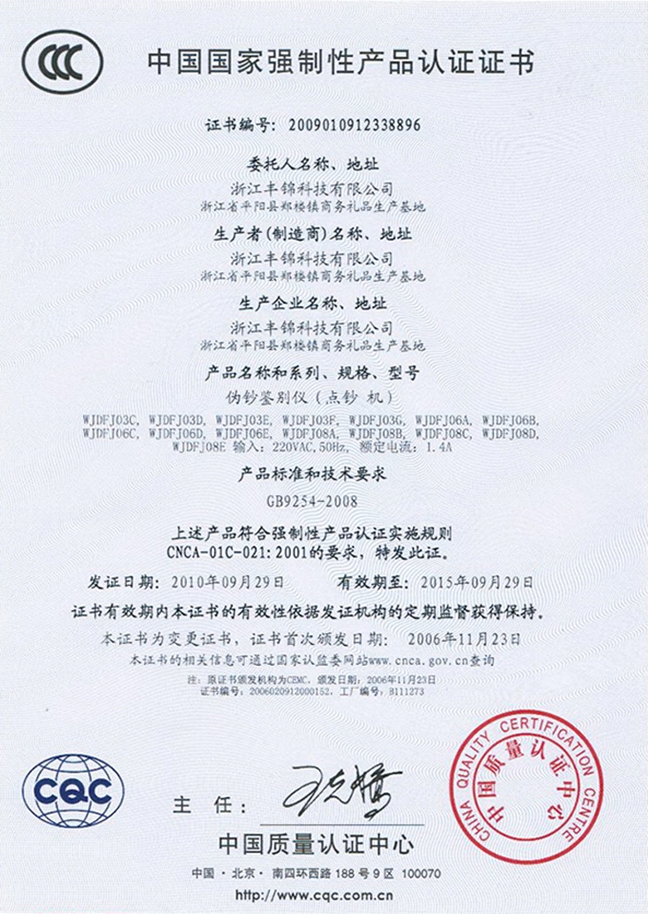 CCC
中国国家强制性产品认证证书
证书编号: 2009010912338896
委托人名称、地址
浙江丰锦科技有限公司
浙江省平阳县郑楼镇商务礼品生产基地
生产者(制造商)名称、地址
浙江丰锦科技有限公司
浙江省平阳县郑楼镇商务礼品生产基地
生产企业名称、地址
浙江丰锦科技有限公司
浙江省平阳县郑楼镇商务礼品生产基地
产品名称和系列、规格、型号
伪钞鉴别仪(点钞 机)
WJDFJ03C, WJDFJ03D, WJDFJ03E, WJDFJ03F, WJDFJ03G, WJDFJ06A, WJDFJ06B,
WJDFJ06C, WJDFJ06D, WJDFJ06E, WJDFJ08A, WJDFJ08B, WJDFJ08C, WJDFJ08D,
WJDFJ08E 输入: 220VAC,50Hz, 额定电流: 1.4A
产品标准和技术要求
GB9254-2008
上述产品符合强制性产品认证实施规则
CNCA-01C-021:2001的要求, 特发此证。
发证日期: 2010年09月29日 有效期至: 2015年09月29日
证书有效期内本证书的有效性依据发证机构的定期监督获得保持。
本证书为变更证书, 证书首次颁发日期: 2006年11月23日
本证书的相关信息可通过国家认监委网站www.cnca.gov.cn查询
注: 原证书颁发机构为CEMC, 颁发日期: 2006年11月23日
证书编号: 2006020912000152, 工厂编号: B111273
CQC
主 任:
CHINA QUALITY CERTIFICATION CENTRE
中国质量认证中心
中国质量认证中心
中国·北京·南四环西路 188 号 9 区 100070
http://www.cqc.com.cn